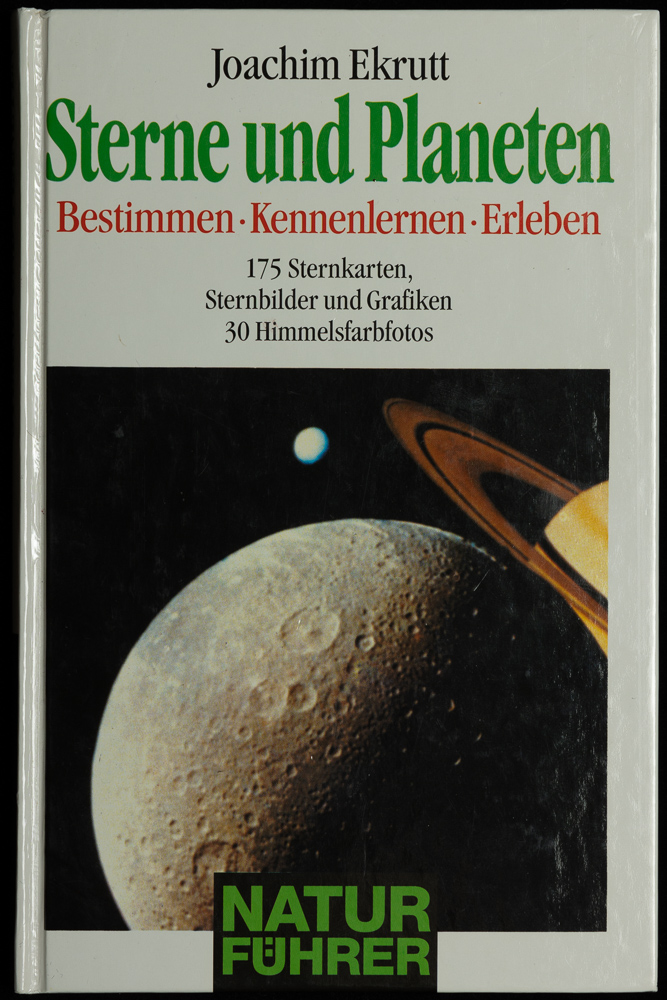 Joachim Ekrutt
Sterne und Planeten
Bestimmen · Kennenlernen · Erleben
175 Sternkarten,
Sternbilder und Grafiken
30 Himmelsfarbfotos
NATUR
FÜHRER